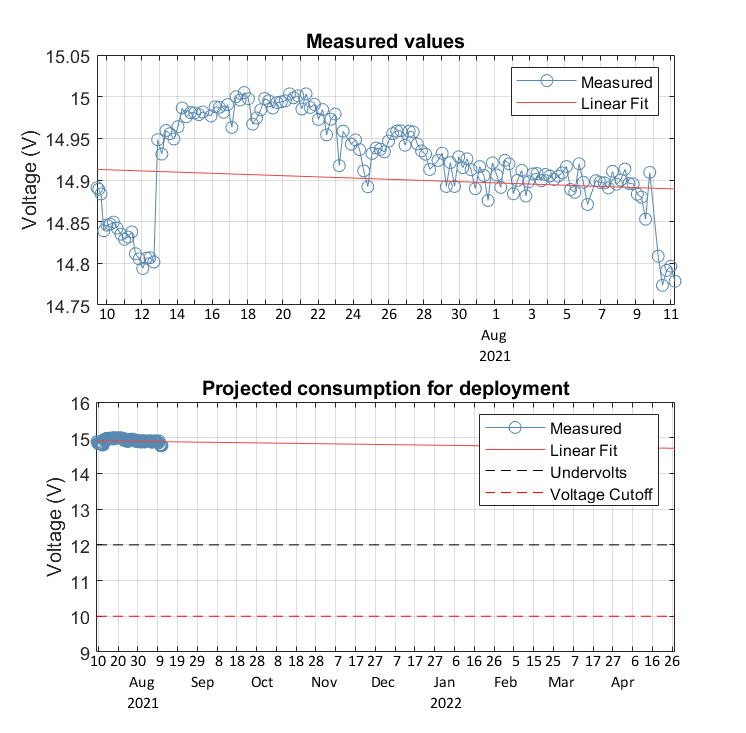 Measured values
15.05
15
14.95
14.9
14.85
14.8
14.75
Voltage (V)
Measured
Linear Fit
10 12 14 16 18 20 22 24 26 28 30 1 3 5 7 9 11
Aug
2021
Projected consumption for deployment
16
15
14
13
12
11
10
9
Voltage (V)
Measured
Linear Fit
Undervolts
Voltage Cutoff
10 20 30 9 19 29 8 18 28 8 18 28 7 17 27 7 17 27 6 16 26 5 15 25 7 17 27 6 16 26
Aug Sep Oct Nov Dec Jan Feb Mar Apr
2021 2022